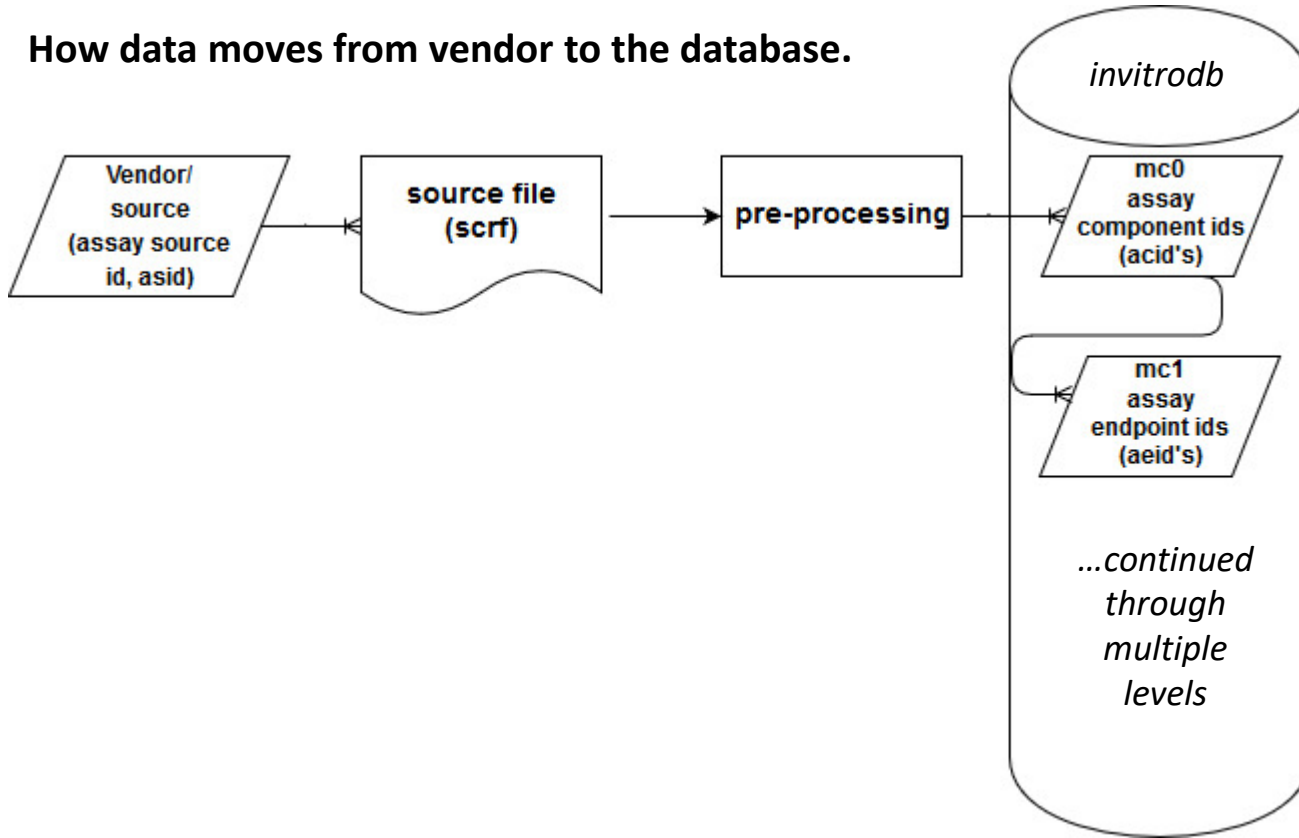 How data moves from vendor to the database.
invitrodb
Vendor/
source
(assay source
id, asid)
source file
(scrf)
pre-processing
mc0
assay
component ids
(acid's)
mc1
assay
endpoint ids
(aeid's)
...continued
through
multiple
levels